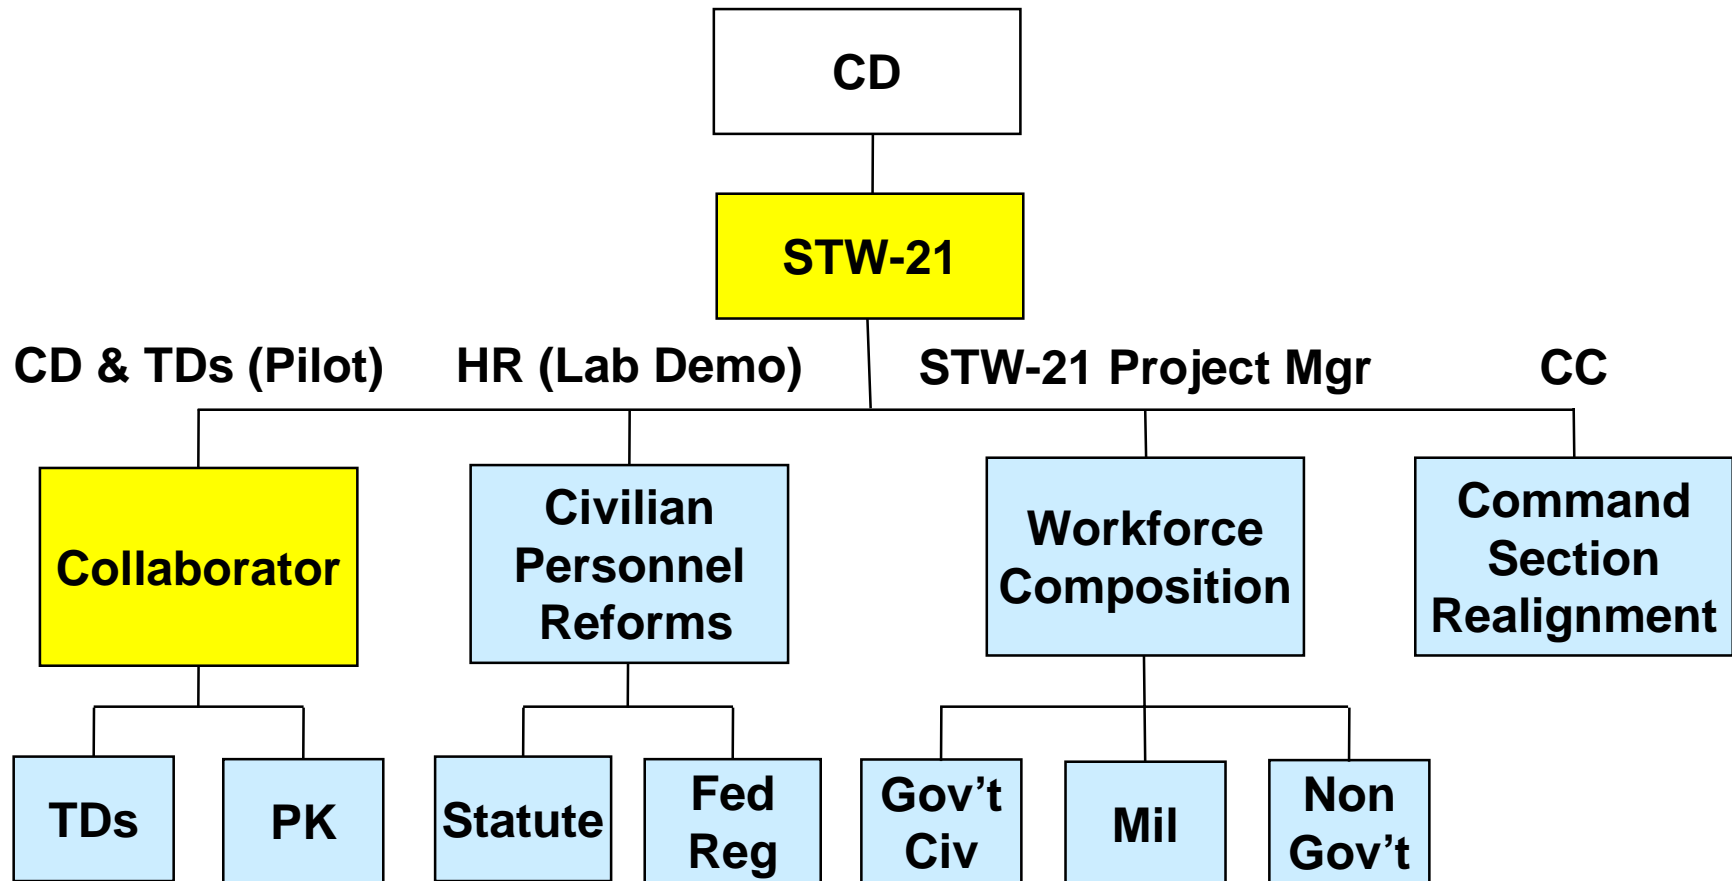 CD
STW-21
CD & TDs (Pilot)
HR (Lab Demo)
STW-21 Project Mgr
CC
Collaborator
Civilian
Personnel
Reforms
Workforce
Composition
Command
Section
Realignment
TDs
PK
Statute
Fed
Reg
Gov’t
Civ
Mil
Non
Gov’t